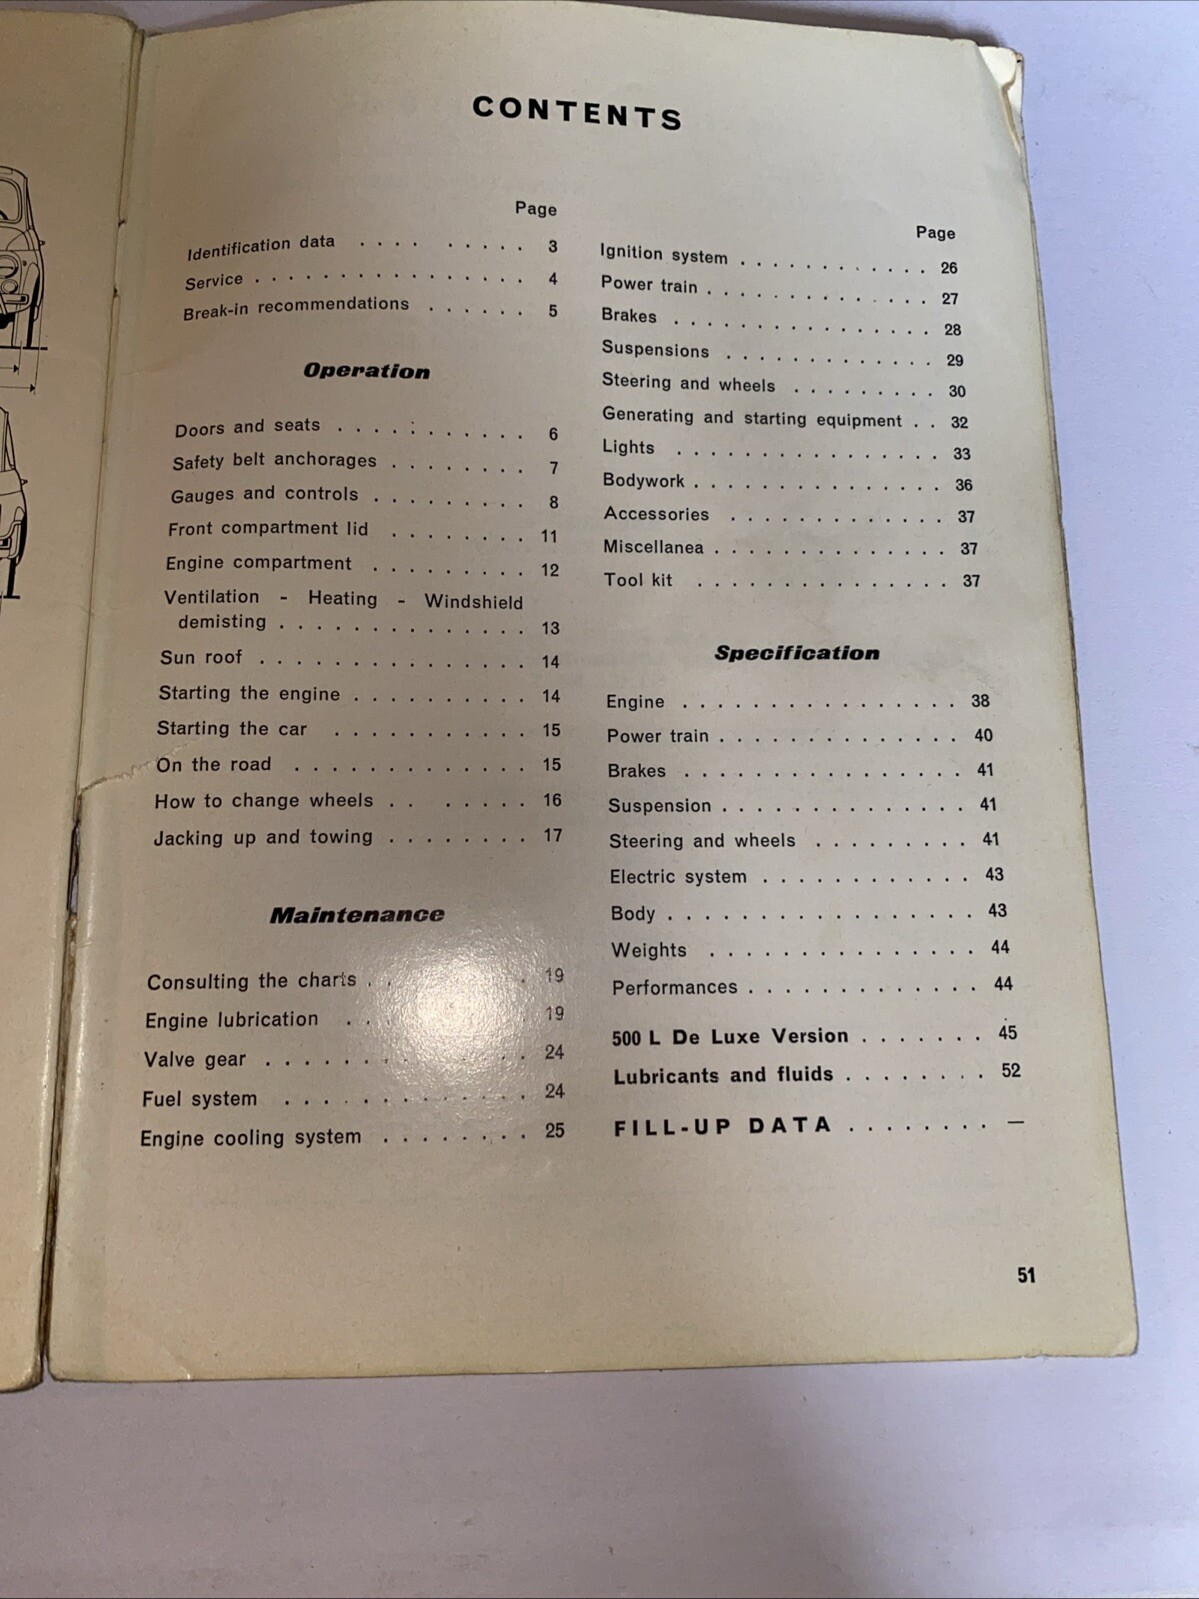 CONTENTS
Page
Identification data . . . . . . . . . 3
Service . . . . . . . . . . . . . . . . 4
Break-in recommendations . . . . . . 5
Operation
Doors and seats . . . . . . . . . . . 6
Safety belt anchorages . . . . . . . . 7
Gauges and controls . . . . . . . . . 8
Front compartment lid . . . . . . . . 11
Engine compartment . . . . . . . . . 12
Ventilation - Heating - Windshield
demisting . . . . . . . . . . . . . . 13
Sun roof . . . . . . . . . . . . . . . 14
Starting the engine . . . . . . . . . . 14
Starting the car . . . . . . . . . . . 15
On the road . . . . . . . . . . . . . 15
How to change wheels . . . . . . . 16
Jacking up and towing . . . . . . . . 17
Maintenance
Consulting the charts . . . 19
Engine lubrication . . . 19
Valve gear . . . . . . . . . . . 24
Fuel system . . . . . . . . . . . . . 24
Engine cooling system . . . . . . . . 25
Page
Ignition system . . . . . . . . . . . . 26
Power train . . . . . . . . . . . . . . 27
Brakes . . . . . . . . . . . . . . . . 28
Suspensions . . . . . . . . . . . . . 29
Steering and wheels . . . . . . . . . 30
Generating and starting equipment . . 32
Lights . . . . . . . . . . . . . . . . 33
Bodywork . . . . . . . . . . . . . . . 36
Accessories . . . . . . . . . . . . . 37
Miscellanea . . . . . . . . . . . . . . 37
Tool kit . . . . . . . . . . . . . . . 37
Specification
Engine . . . . . . . . . . . . . . . . 38
Power train . . . . . . . . . . . . . . 40
Brakes . . . . . . . . . . . . . . . . 41
Suspension . . . . . . . . . . . . . . 41
Steering and wheels . . . . . . . . . 41
Electric system . . . . . . . . . . . . 43
Body . . . . . . . . . . . . . . . . . 43
Weights . . . . . . . . . . . . . . . 44
Performances . . . . . . . . . . . . . 44
500 L De Luxe Version . . . . . . . 45
Lubricants and fluids . . . . . . . . 52
FILL-UP DATA . . . . . . . . —
51